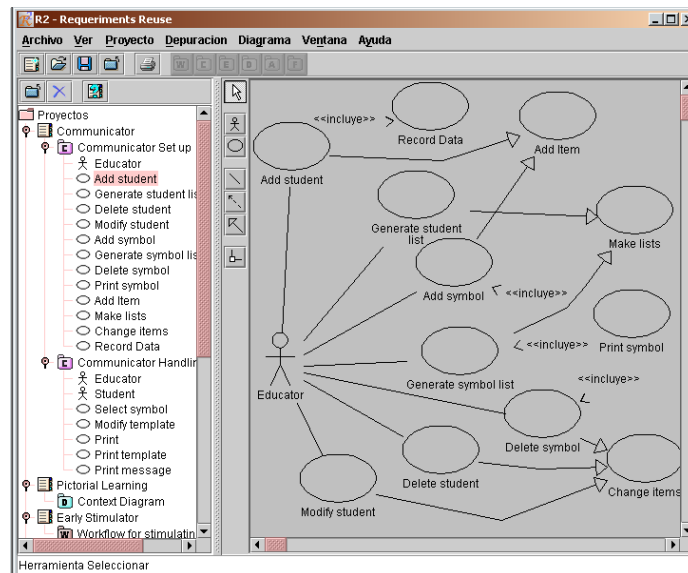 R2 - Requeriments Reuse
Archivo Ver Proyecto Depuracion Diagrama Ventana Ayuda
W C E D A F
Proyectos
Communicator
C Communicator Set up
Educator
Add student
Generate student lis
Delete student
Modify student
Add symbol
Generate symbol lis
Delete symbol
Print symbol
Add Item
Make lists
Change items
Record Data
C Communicator Handlin
Educator
Student
Select symbol
Modify template
Print
Print template
Print message
Pictorial Learning
D Context Diagram
Early Stimulator
W Workflow for stimulatin
<<incluye>>
Record Data
Add Item
Add student
Generate student
list
Make lists
Add symbol
<<incluye>>
<<incluye>>
Print symbol
Generate symbol list
Educator
<<incluye>>
Delete symbol
Delete student
Change items
Modify student
Herramienta Seleccionar